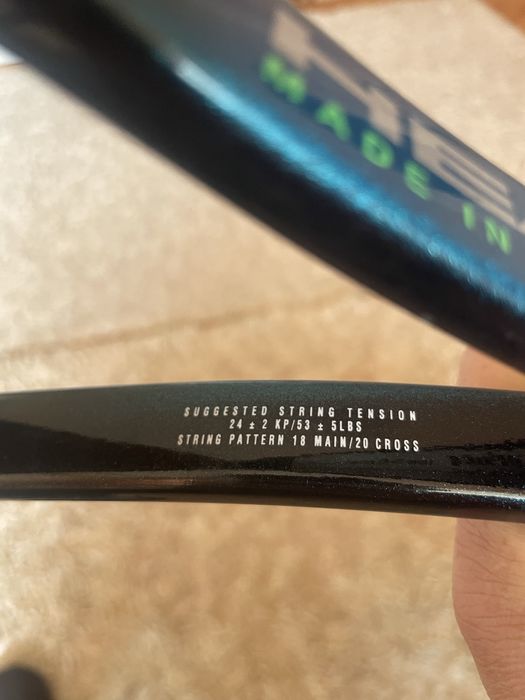 MADE IN
SUGGESTED STRING TENSION
24 ± 2 KP/53 ± 5LBS
STRING PATTERN 18 MAIN/20 CROSS